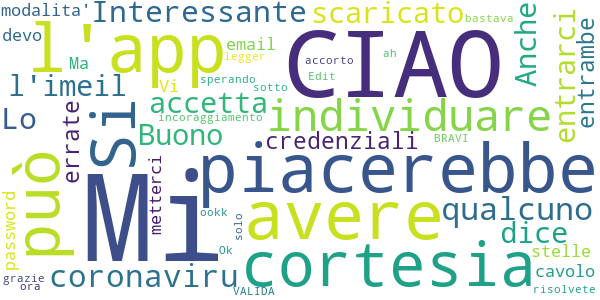 modalita' Interessante scaricato bastava
devo l'app CIAO Anche entrarci entrambe
Ma email legger accorto ah
l'imeil Vi sperando Edit sotto
Lo errate Mi Si accetta individuare
incoraggiamento
Buono credenziali BRAVI
può metterci piacerebbe
password ookk solo avere qualcuno
dice
Ok cortesia stelle
grazie coronaviru cavolo
ora VALIDA risolvete